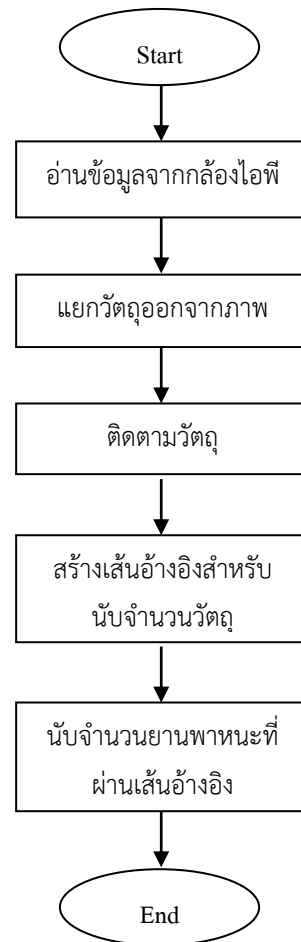 Start
อ่านข้อมูลจากกล้องไอพี
แยกวัตถุออกจากภาพ
ติดตามวัตถุ
สร้างเส้นอ้างอิงสำหรับ
นับจำนวนวัตถุ
นับจำนวนยานพาหนะที่
ผ่านเส้นอ้างอิง
End